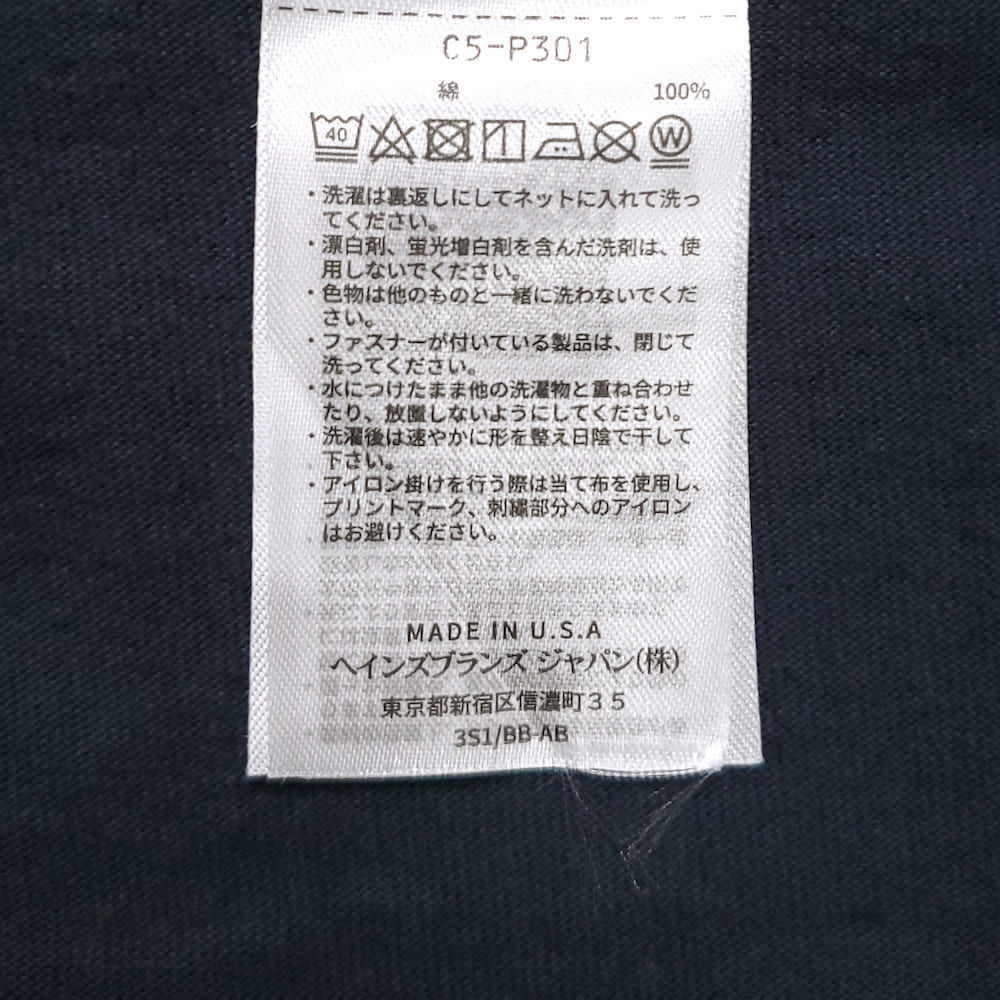 C5-P301
綿 100%
40 W
・洗濯は裏返しにしてネットに入れて洗っ
てください。
・漂白剤、蛍光増白剤を含んだ洗剤は、使
用しないでください。
・色物は他のものと一緒に洗わないでくだ
さい。
・ファスナーが付いている製品は、閉じて
洗ってください。
・水につけたまま他の洗濯物と重ね合わせ
たり、放置しないようにしてください。
・洗濯後は速やかに形を整え日陰で干して
下さい。
・アイロン掛けを行う際は当て布を使用し、
プリントマーク、刺繍部分へのアイロン
はお避けください。
MADE IN U.S.A
ヘインズブランズ ジャパン(株)
東京都新宿区信濃町３５
3S1/BB-AB